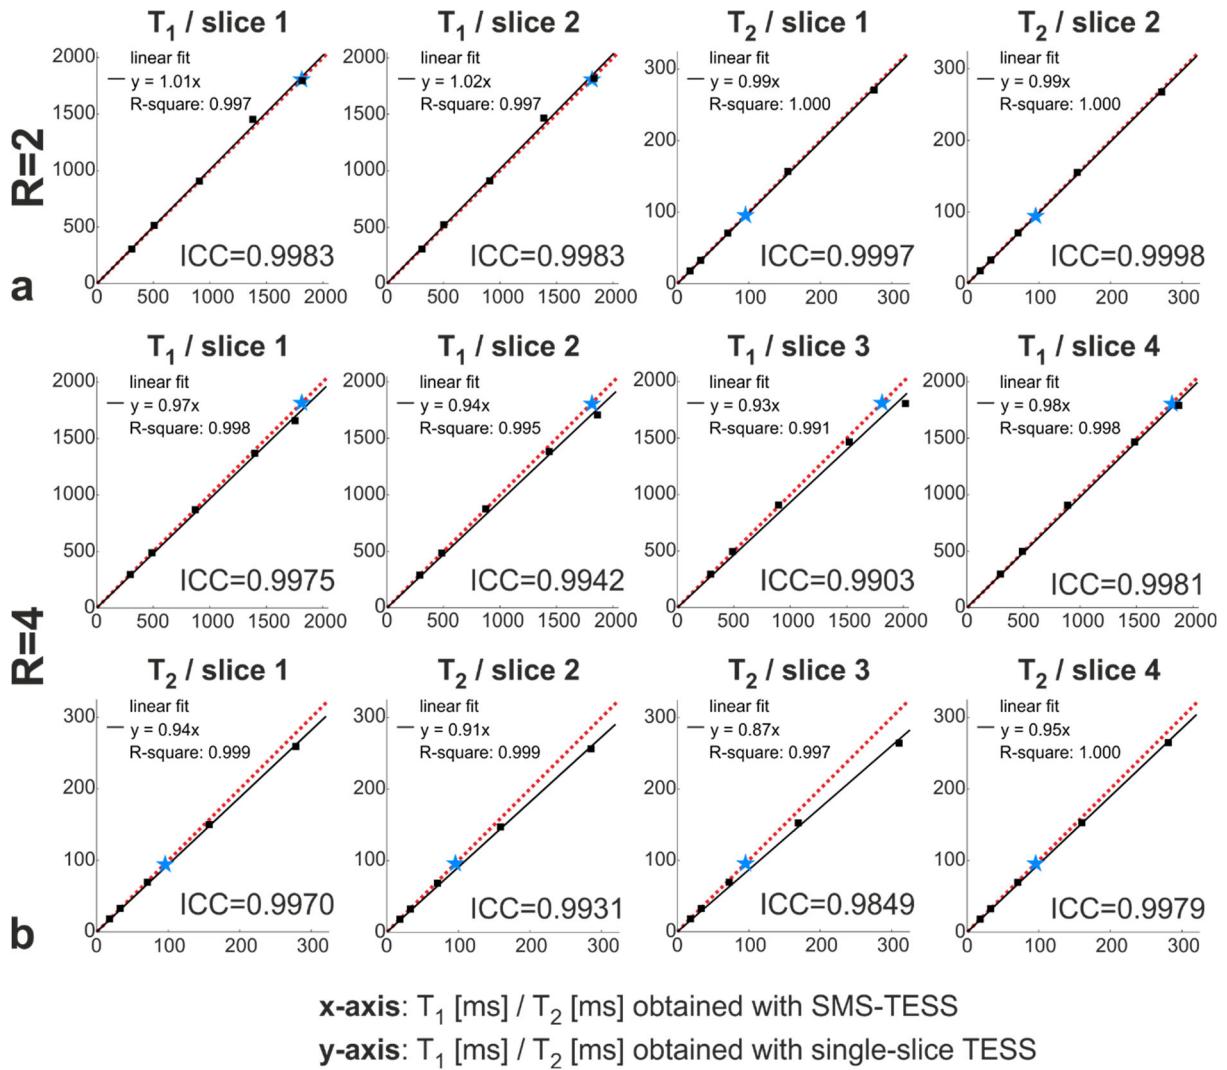 T1 / slice 1
T1 / slice 2
T2 / slice 1
T2 / slice 2
R=2
a
2000
1500
1000
500
0
linear fit
y = 1.01x
R-square: 0.997
ICC=0.9983
0 500 1000 1500 2000
2000
1500
1000
500
0
linear fit
y = 1.02x
R-square: 0.997
ICC=0.9983
0 500 1000 1500 2000
300
200
100
0
linear fit
y = 0.99x
R-square: 1.000
ICC=0.9997
0 100 200 300
300
200
100
0
linear fit
y = 0.99x
R-square: 1.000
ICC=0.9998
0 100 200 300
T1 / slice 1
T1 / slice 2
T1 / slice 3
T1 / slice 4
R=4
b
2000
1500
1000
500
0
linear fit
y = 0.97x
R-square: 0.998
ICC=0.9975
0 500 1000 1500 2000
2000
1500
1000
500
0
linear fit
y = 0.94x
R-square: 0.995
ICC=0.9942
0 500 1000 1500 2000
2000
1500
1000
500
0
linear fit
y = 0.93x
R-square: 0.991
ICC=0.9903
0 500 1000 1500 2000
2000
1500
1000
500
0
linear fit
y = 0.98x
R-square: 0.998
ICC=0.9981
0 500 1000 1500 2000
T2 / slice 1
T2 / slice 2
T2 / slice 3
T2 / slice 4
300
200
100
0
linear fit
y = 0.94x
R-square: 0.999
ICC=0.9970
0 100 200 300
300
200
100
0
linear fit
y = 0.91x
R-square: 0.999
ICC=0.9931
0 100 200 300
300
200
100
0
linear fit
y = 0.87x
R-square: 0.997
ICC=0.9849
0 100 200 300
300
200
100
0
linear fit
y = 0.95x
R-square: 1.000
ICC=0.9979
0 100 200 300
x-axis: T1 [ms] / T2 [ms] obtained with SMS-TESS
y-axis: T1 [ms] / T2 [ms] obtained with single-slice TESS